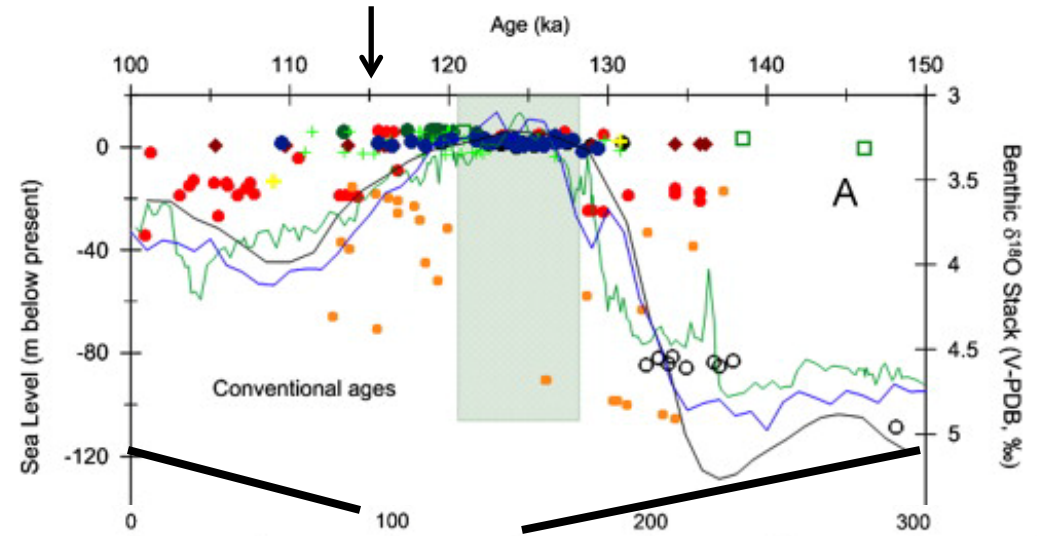 Age (ka)
100 110 120 130 140 150
Sea Level (m below present)
0
-40
-80
-120
3
3.5
4
4.5
5
Benthic δ18O Stack (V-PDB, ‰)
A
Conventional ages
0 100 200 300